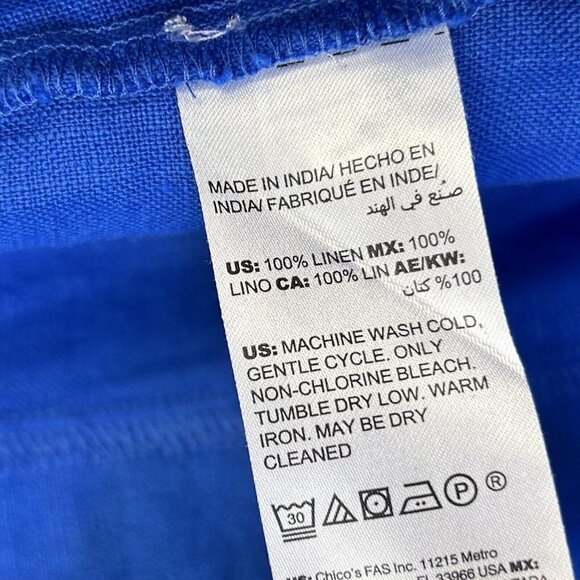 MADE IN INDIA/ HECHO EN
INDIA/ FABRIQUÉ EN INDE/
صنع في الهند
US: 100% LINEN MX: 100%
LINO CA: 100% LIN AE/KW:
100% كتان
US: MACHINE WASH COLD,
GENTLE CYCLE. ONLY
NON-CHLORINE BLEACH.
TUMBLE DRY LOW. WARM
IRON. MAY BE DRY
CLEANED
30 P ®
US: Chico's FAS Inc. 11215 Metro
FL 33966 USA MX: